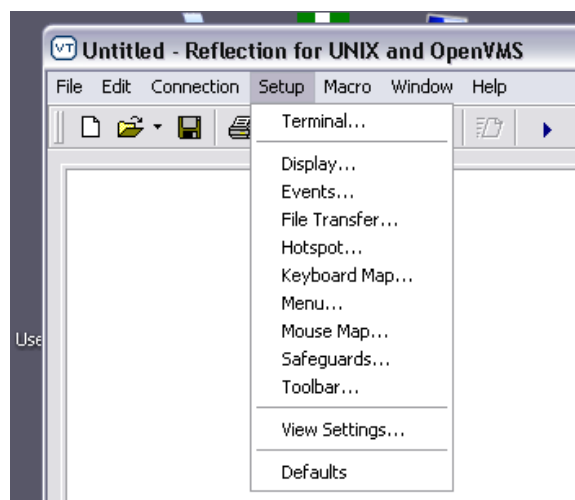 VT Untitled - Reflection for UNIX and OpenVMS
File Edit Connection Setup Macro Window Help
Terminal...
Display...
Events...
File Transfer...
Hotspot...
Keyboard Map...
Menu...
Mouse Map...
Safeguards...
Toolbar...
Use
View Settings...
Defaults